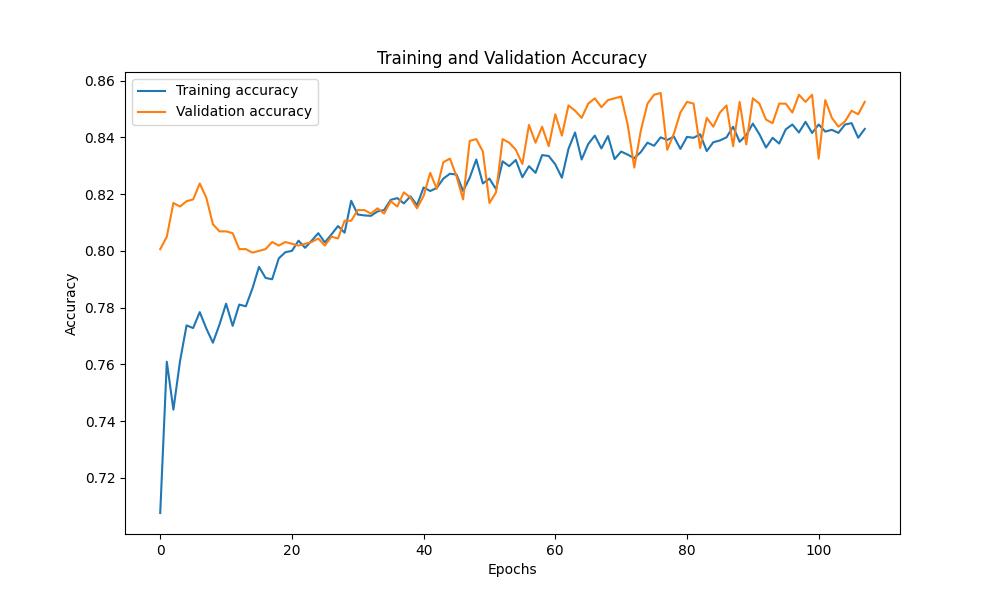 Training and Validation Accuracy
Training accuracy
Validation accuracy
Accuracy
0.86
0.84
0.82
0.80
0.78
0.76
0.74
0.72
0 20 40 60 80 100
Epochs